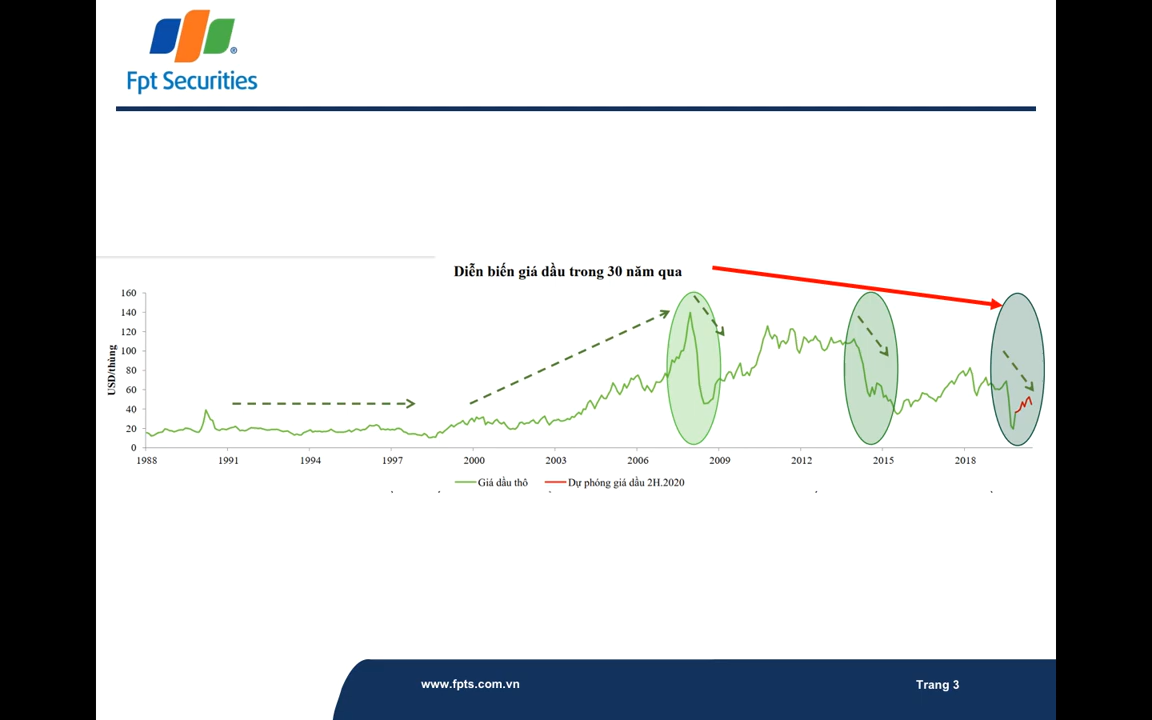 Fpt Securities
Diễn biến giá dầu trong 30 năm qua
USD/thùng
160
140
120
100
80
60
40
20
0
1988 1991 1994 1997 2000 2003 2006 2009 2012 2015 2018
Giá dầu thô Dự phóng giá dầu 2H.2020
www.fpts.com.vn Trang 3